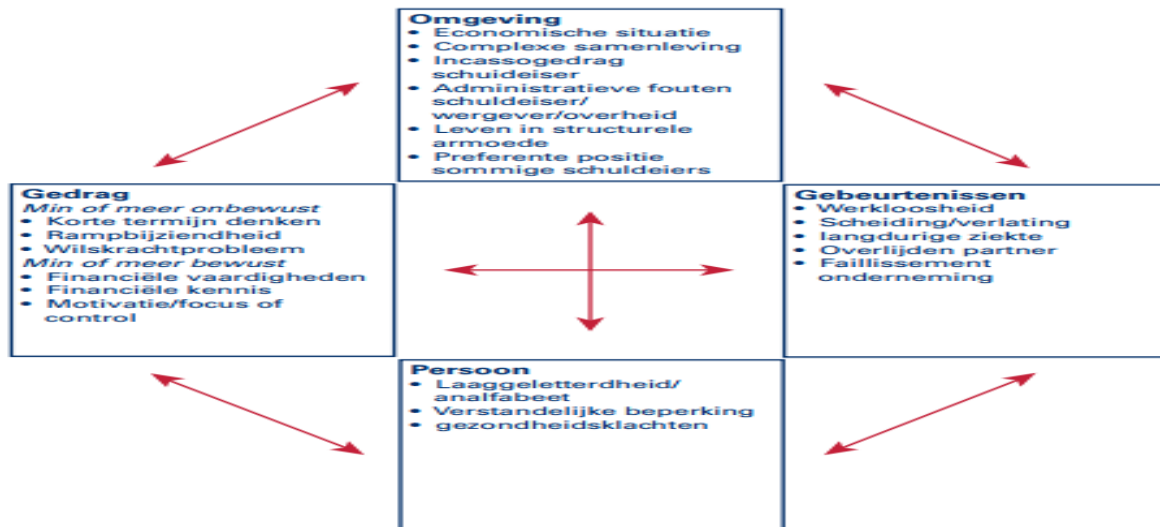 Omgeving
• Economische situatie
• Complexe samenleving
• Incassogedrag
schuideiser
• Administratieve fouten
schuldeiser/
wergever/overheid
• Leven in structurele
armoede
• Preferente positie
sommige schuldeiers
Gedrag
Min of meer onbewust
• Korte termijn denken
• Rampbijziendheid
• Wilskrachtprobleem
Min of meer bewust
• Financiële vaardigheden
• Financiële kennis
• Motivatie/focus of
control
Gebeurtenissen
• Werkloosheid
• Scheiding/verlating
• langdurige ziekte
• Overlijden partner
• Faillissement
onderneming
Persoon
• Laaggeletterdheid/
analfabeet
• Verstandelijke beperking
• gezondheidsklachten